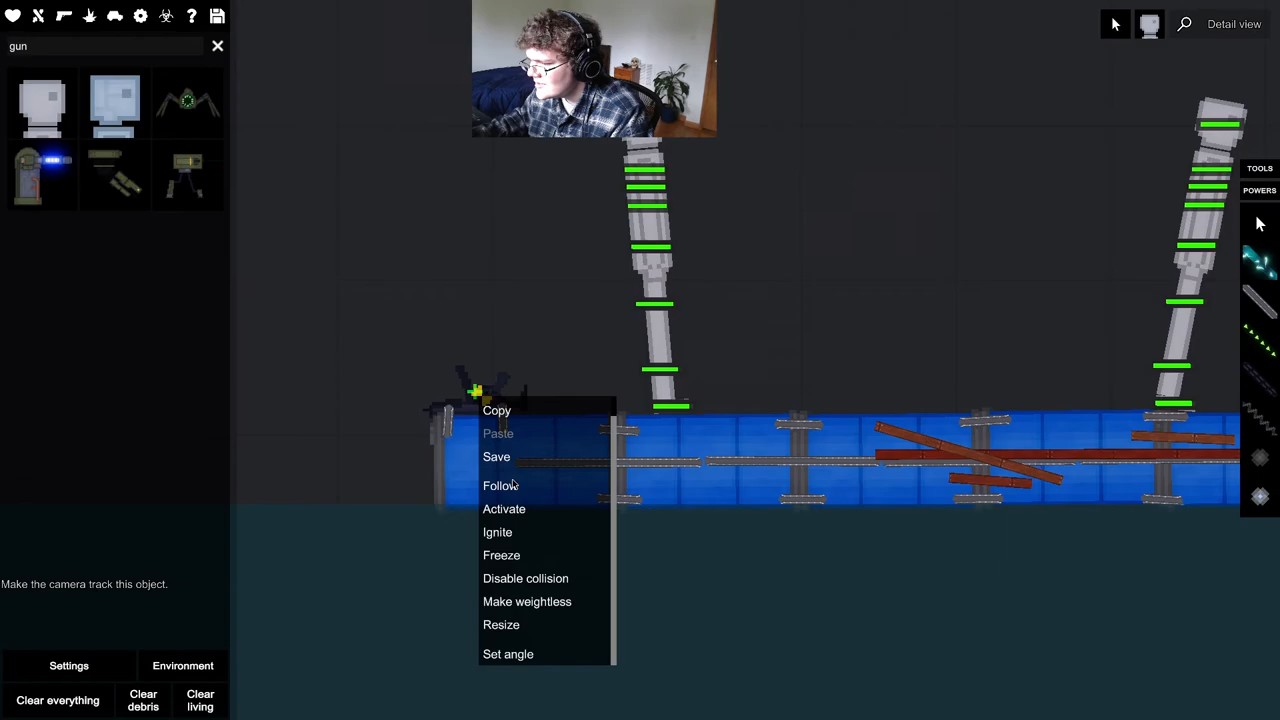 gun
Detail view
TOOLS
POWERS
Copy
Paste
Save
Follow
Activate
Ignite
Freeze
Disable collision
Make weightless
Resize
Set angle
Make the camera track this object.
Settings
Environment
Clear everything
Clear
debris
Clear
living